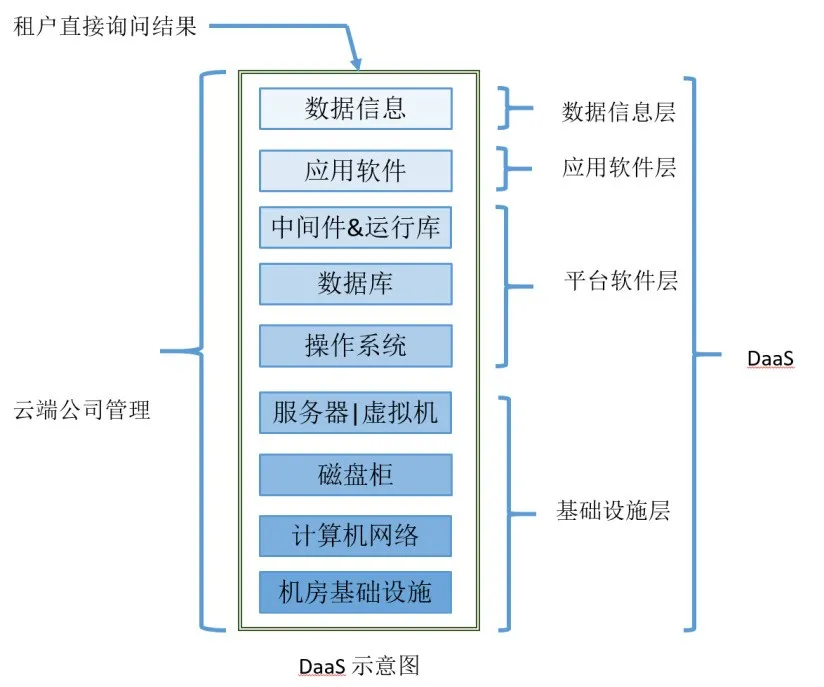 租户直接询问结果
数据信息
数据信息层
应用软件
应用软件层
中间件&运行库
数据库
平台软件层
操作系统
DaaS
云端公司管理
服务器|虚拟机
磁盘柜
基础设施层
计算机网络
机房基础设施
DaaS 示意图